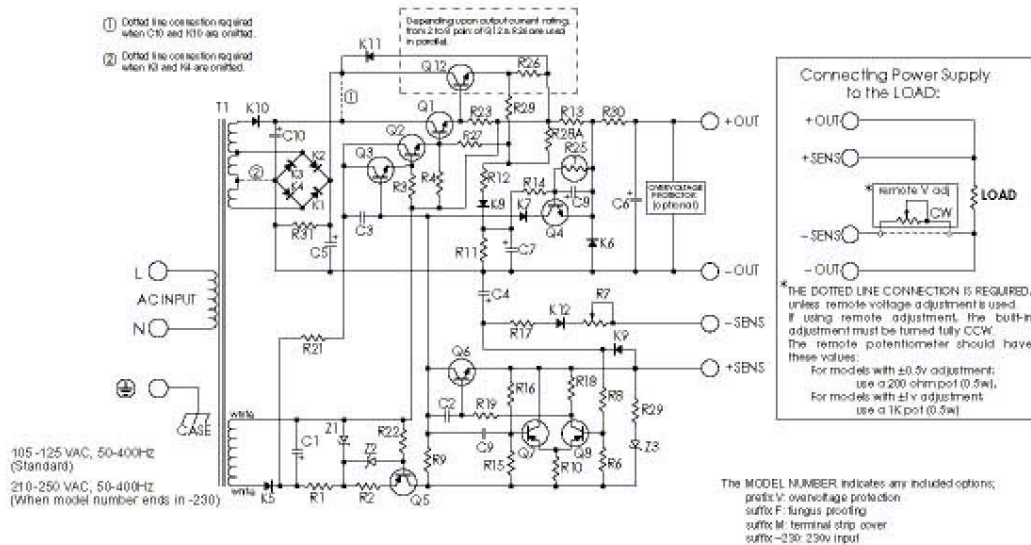 ① Dotted line connection required
when C10 and K10 are omitted.
② Dotted line connection required
when K3 and K4 are omitted.
Depending upon output current rating,
from 2 to 8 pairs of Q12 & R26 are used
in parallel.
K11
Q12
R26
①
T1
K10
C10
Q1
R23
R28
R13
R30
+OUT
Q2
R27
R28A
Q3
R25
K3
K2
②
K4
K1
R3
R4
R12
R14
K8
K7
C8
C6
OVERVOLTAGE
PROTECTOR
(optional)
R31
C5
C3
R11
C7
Q4
K6
L
AC INPUT
N
C4
–OUT
K12
R7
R17
–SENS
R21
K9
Q6
+SENS
CASE
R16
R18
R8
C2
R19
R29
white
Z1
Z2
R22
C1
C9
Q7
Q8
Z3
R9
R15
R10
R6
white
K5
R1
R2
Q5
105 -125 VAC, 50-400Hz
(Standard)
210-250 VAC, 50-400Hz
(When model number ends in -230)
Connecting Power Supply
to the LOAD:
+OUT
+SENS
* remote V adj
CW
LOAD
–SENS
–OUT
*THE DOTTED LINE CONNECTION IS REQUIRED,
unless remote voltage adjustment is used.
If using remote adjustment, the built-in
adjustment must be turned fully CCW.
The remote potentiometer should have
these values:
For models with ±0.5v adjustment;
use a 200 ohm pot (0.5w),
For models with ±1v adjustment
use a 1K pot (0.5w)
The MODEL NUMBER indicates any included options;
prefix V: overvoltage protection
suffix F: fungus proofing
suffix M: terminal strip cover
suffix –230: 230v input